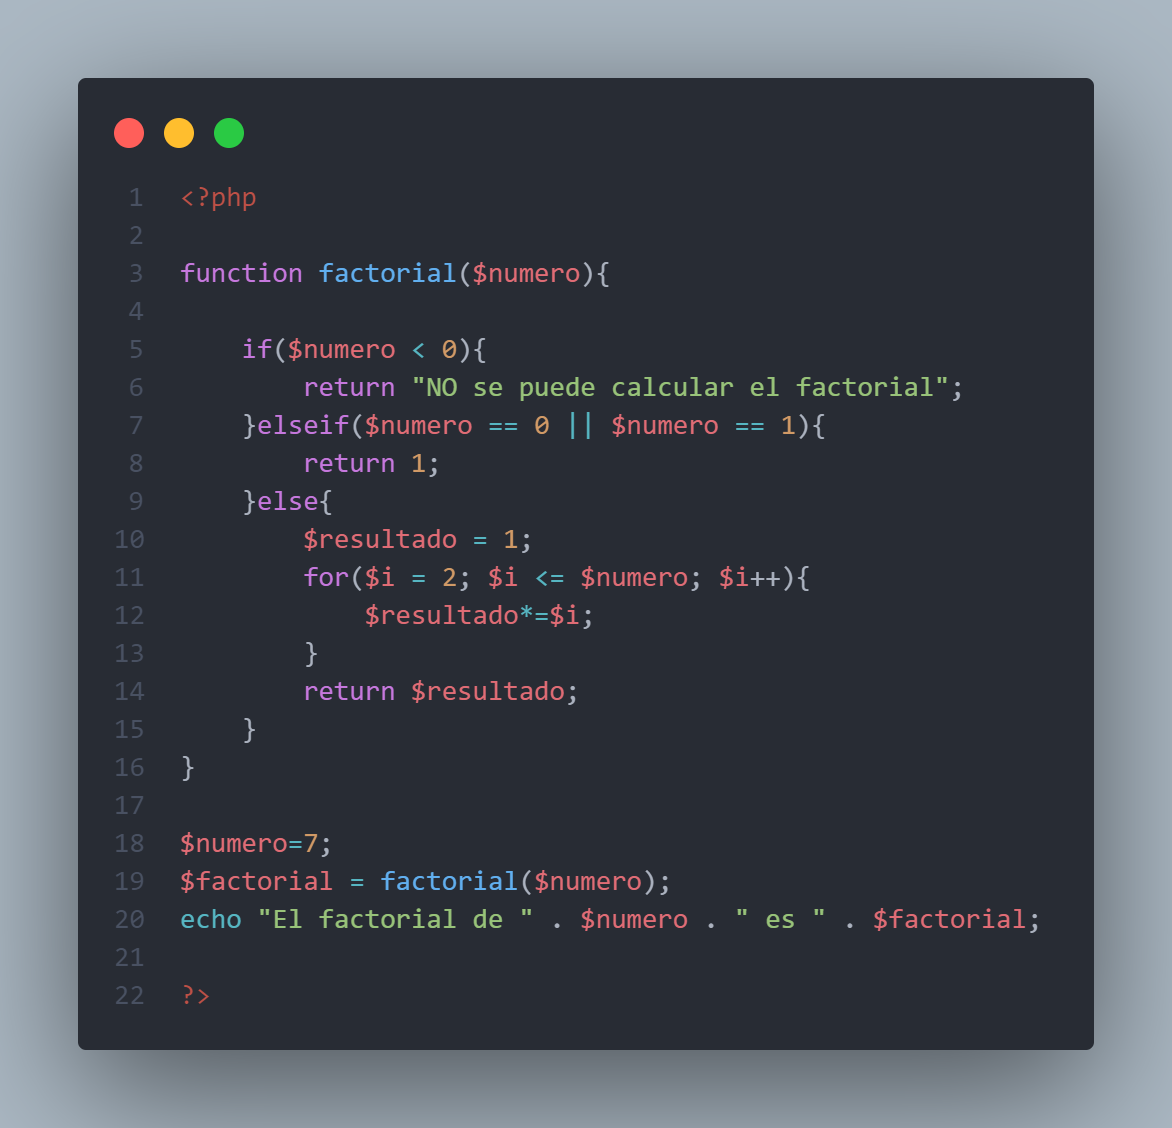 1 <?php
2
3 function factorial($numero){
4
5     if($numero < 0){
6         return "NO se puede calcular el factorial";
7     }elseif($numero == 0 || $numero == 1){
8         return 1;
9     }else{
10         $resultado = 1;
11         for($i = 2; $i <= $numero; $i++){
12             $resultado*=$i;
13         }
14         return $resultado;
15     }
16 }
17
18 $numero=7;
19 $factorial = factorial($numero);
20 echo "El factorial de " . $numero . " es " . $factorial;
21
22 ?>